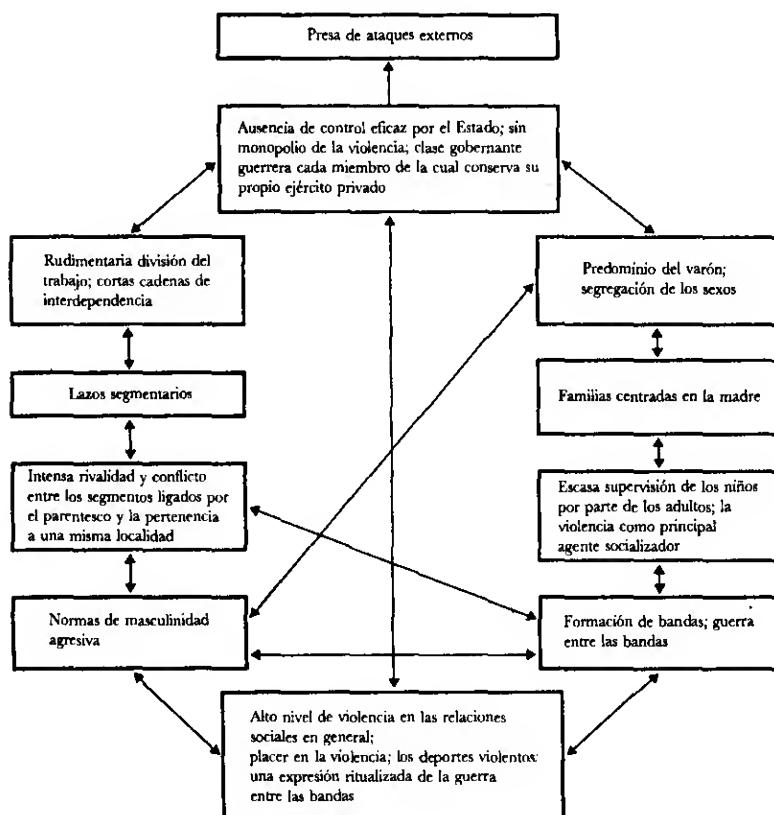 Presa de ataques externos
Ausencia de control eficaz por el Estado; sin
monopolio de la violencia; clase gobernante
guerrera cada miembro de la cual conserva su
propio ejército privado
Rudimentaria división del
trabajo; cortas cadenas de
interdependencia
Predominio del varón;
segregación de los sexos
Lazos segmentarios
Familias centradas en la madre
Intensa rivalidad y conflicto
entre los segmentos ligados por
el parentesco y la pertenencia
a una misma localidad
Escasa supervisión de los niños
por parte de los adultos; la
violencia como principal
agente socializador
Normas de masculinidad
agresiva
Formación de bandas; guerra
entre las bandas
Alto nivel de violencia en las relaciones
sociales en general;
placer en la violencia; los deportes violentos:
una expresión ritualizada de la guerra
entre las bandas